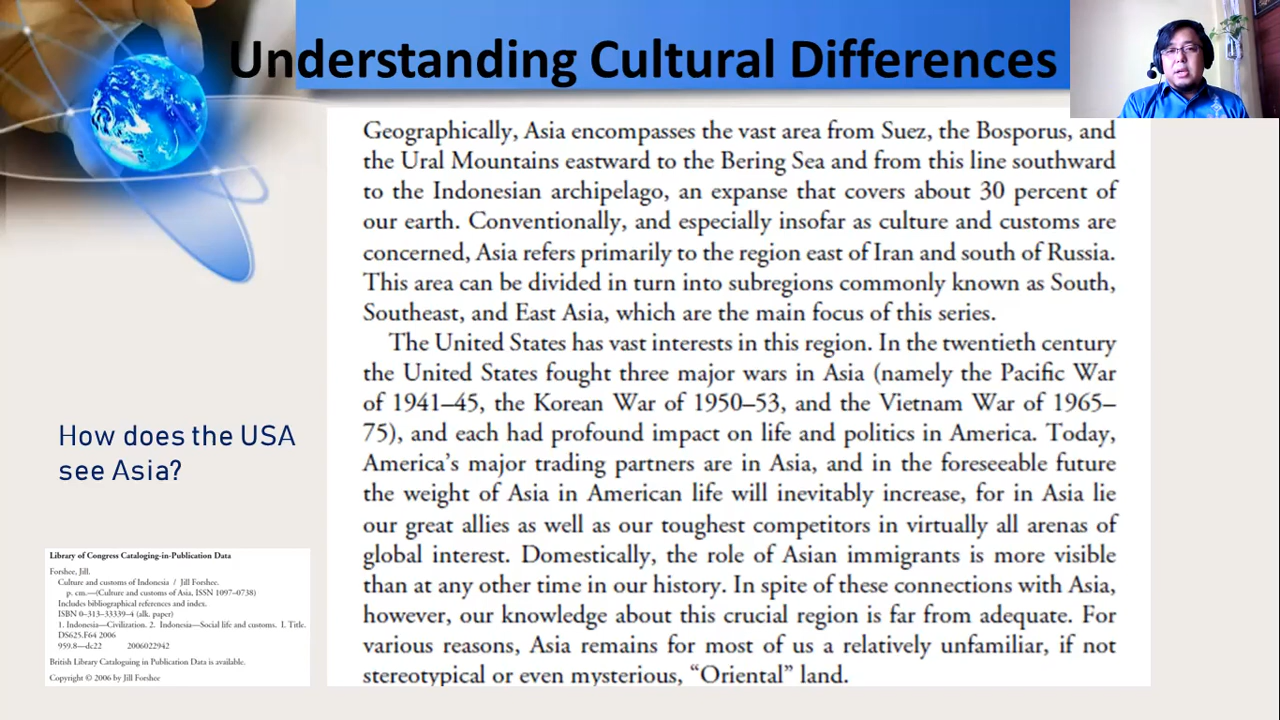 Understanding Cultural Differences
Geographically, Asia encompasses the vast area from Suez, the Bosporus, and
the Ural Mountains eastward to the Bering Sea and from this line southward
to the Indonesian archipelago, an expanse that covers about 30 percent of
our earth. Conventionally, and especially insofar as culture and customs are
concerned, Asia refers primarily to the region east of Iran and south of Russia.
This area can be divided in turn into subregions commonly known as South,
Southeast, and East Asia, which are the main focus of this series.
The United States has vast interests in this region. In the twentieth century
the United States fought three major wars in Asia (namely the Pacific War
of 1941–45, the Korean War of 1950–53, and the Vietnam War of 1965–
75), and each had profound impact on life and politics in America. Today,
America's major trading partners are in Asia, and in the foreseeable future
the weight of Asia in American life will inevitably increase, for in Asia lie
our great allies as well as our toughest competitors in virtually all arenas of
global interest. Domestically, the role of Asian immigrants is more visible
than at any other time in our history. In spite of these connections with Asia,
however, our knowledge about this crucial region is far from adequate. For
various reasons, Asia remains for most of us a relatively unfamiliar, if not
stereotypical or even mysterious, “Oriental” land.
How does the USA
see Asia?
Library of Congress Cataloging-in-Publication Data
Forshee, Jill.
Culture and customs of Indonesia / Jill Forshee.
p. cm.—(Culture and customs of Asia, ISSN 1097–0738)
Includes bibliographical references and index.
ISBN 0–313–33339–4 (alk. paper)
1. Indonesia—Civilization. 2. Indonesia—Social life and customs. I. Title.
DS625.F64 2006
959.8—dc22 2006022942
British Library Cataloguing in Publication Data is available.
Copyright © 2006 by Jill Forshee